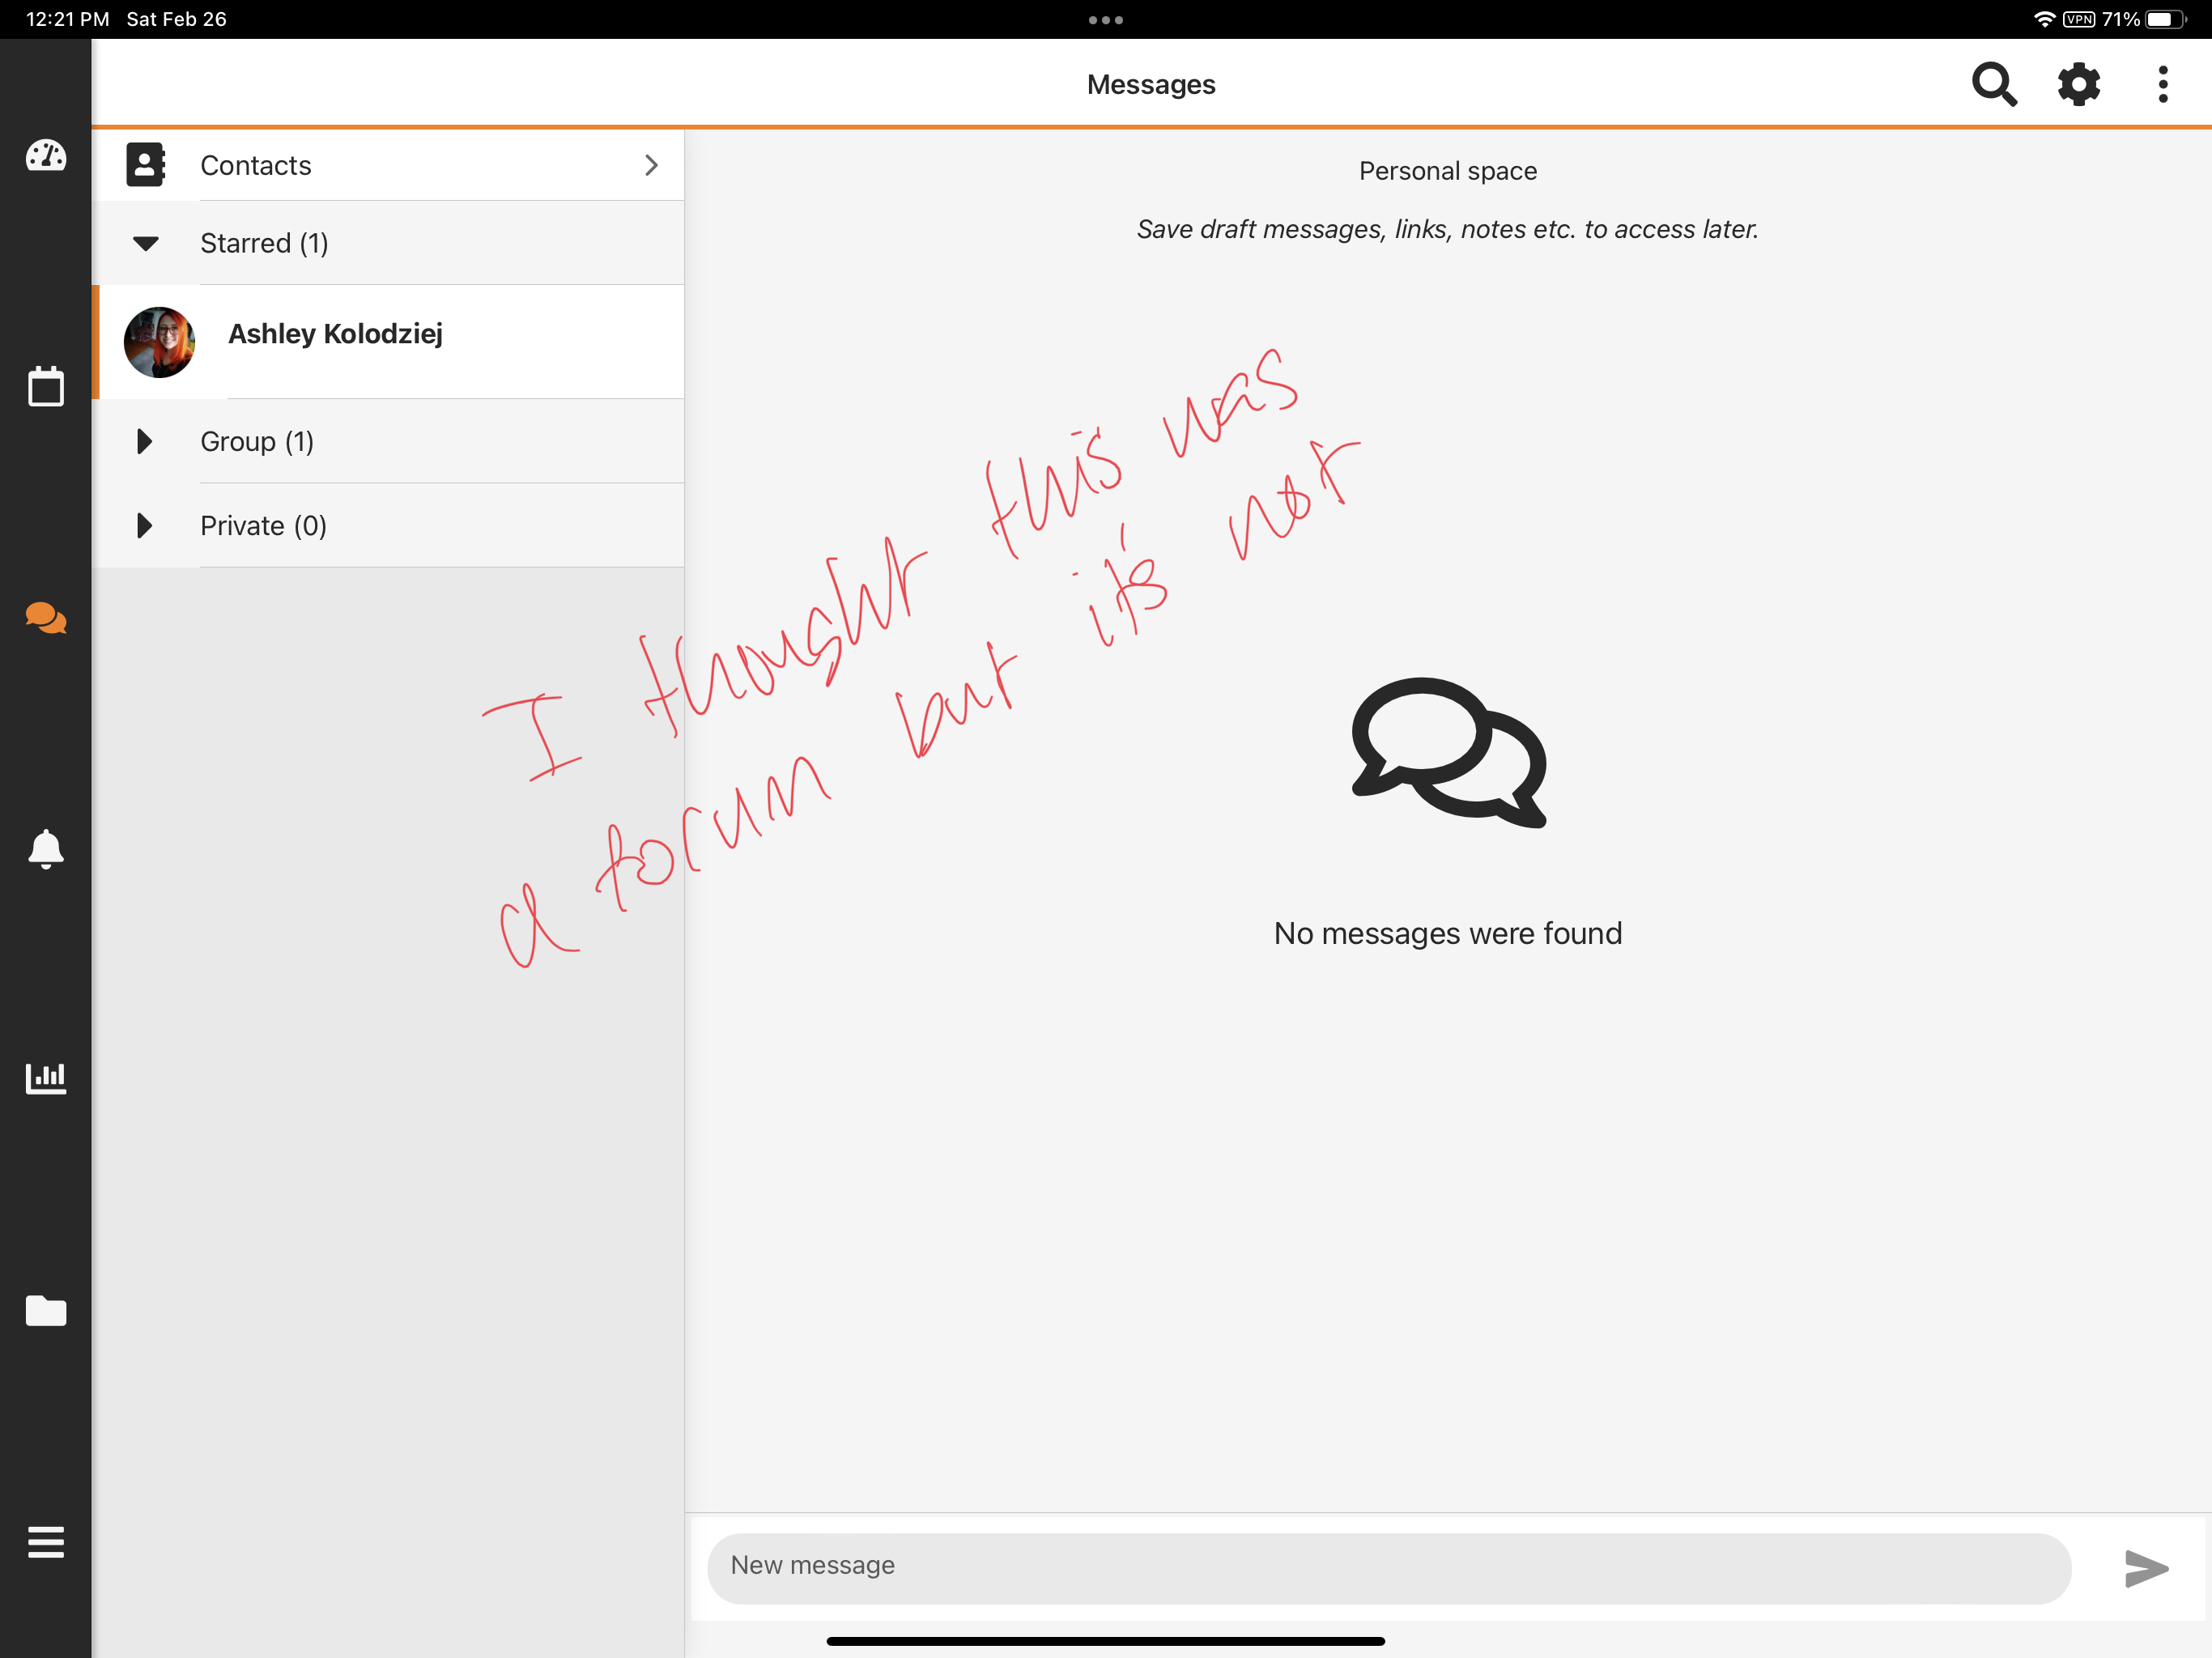 12:21 PM Sat Feb 26
VPN 71%
Messages
Contacts
Starred (1)
Ashley Kolodziej
Group (1)
Private (0)
Personal space
Save draft messages, links, notes etc. to access later.
I thought this was
a forum but it's not
No messages were found
New message